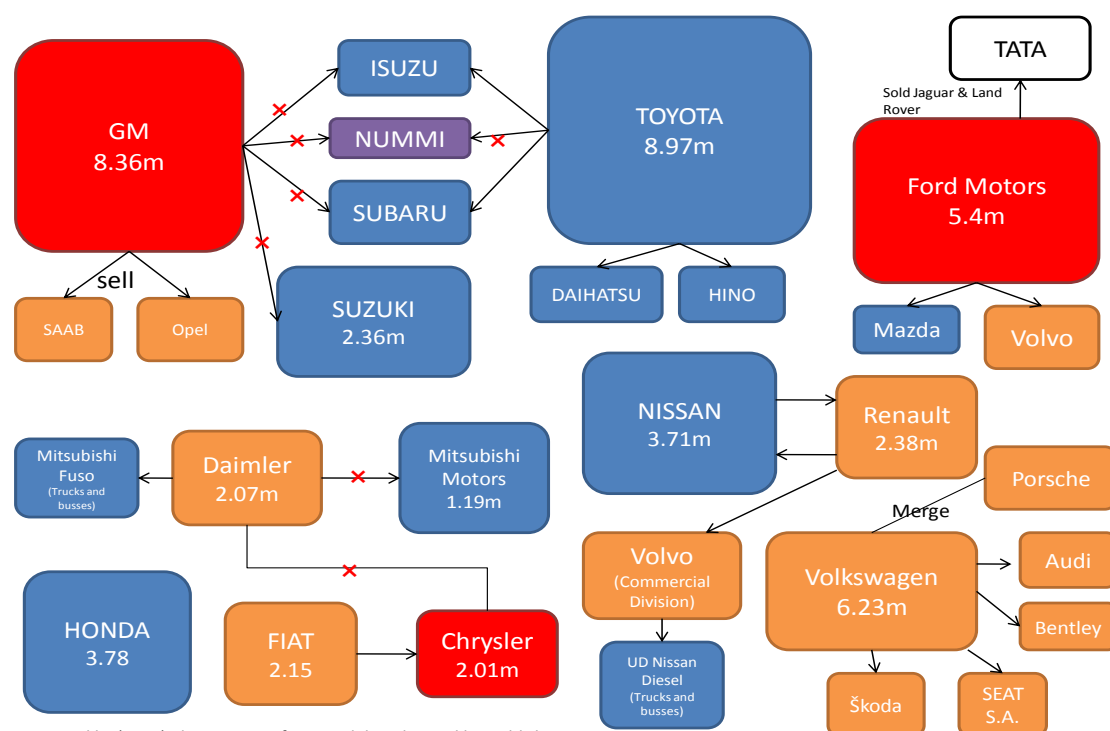 GM
8.36m
ISUZU
NUMMI
SUBARU
TOYOTA
8.97m
TATA
Sold Jaguar & Land
Rover
Ford Motors
5.4m
sell
SAAB
Opel
SUZUKI
2.36m
DAIHATSU
HINO
Mazda
Volvo
NISSAN
3.71m
Renault
2.38m
Mitsubishi
Fuso
(Trucks and
busses)
Daimler
2.07m
Mitsubishi
Motors
1.19m
Porsche
Merge
Volvo
(Commercial
Division)
Volkswagen
6.23m
Audi
Bentley
HONDA
3.78
FIAT
2.15
Chrysler
2.01m
UD Nissan
Diesel
(Trucks and
busses)
Škoda
SEAT
S.A.